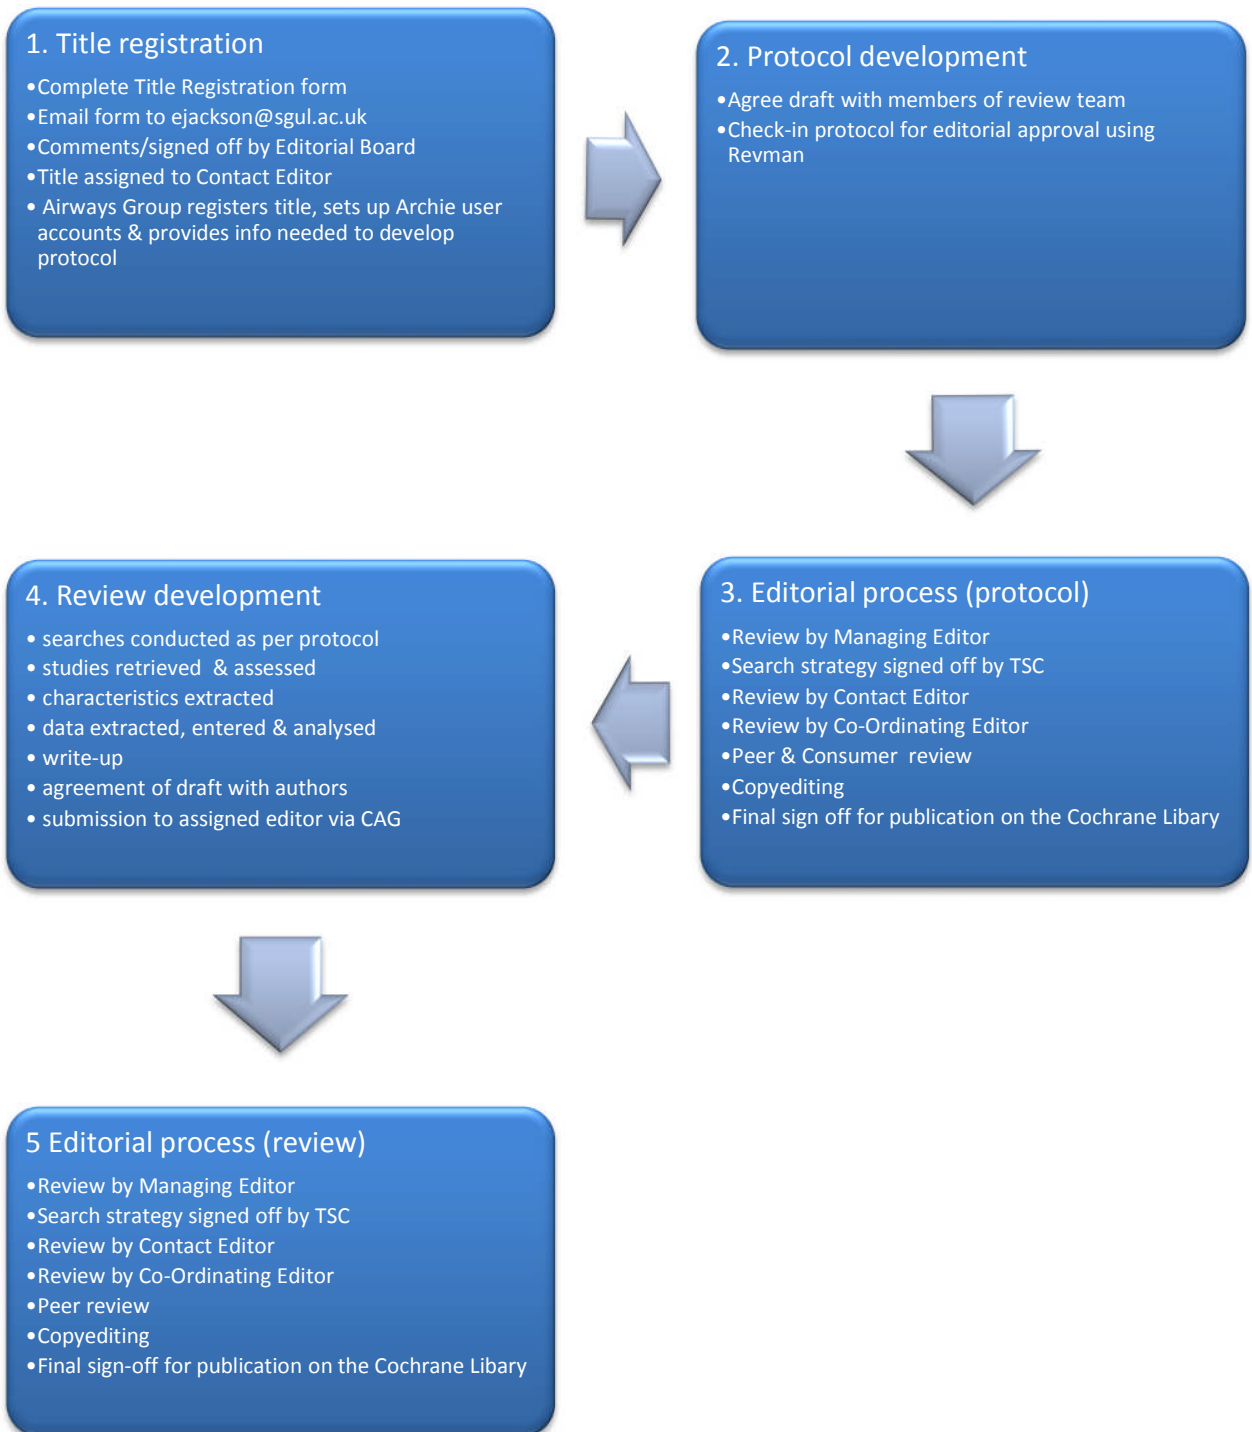 1. Title registration
•Complete Title Registration form
•Email form to ejackson@sgul.ac.uk
•Comments/signed off by Editorial Board
•Title assigned to Contact Editor
• Airways Group registers title, sets up Archie user
accounts & provides info needed to develop
protocol
2. Protocol development
•Agree draft with members of review team
•Check-in protocol for editorial approval using
Revman
3. Editorial process (protocol)
•Review by Managing Editor
•Search strategy signed off by TSC
•Review by Contact Editor
•Review by Co-Ordinating Editor
•Peer & Consumer  review
•Copyediting
•Final sign off for publication on the Cochrane Libary
4. Review development
• searches conducted as per protocol
• studies retrieved  & assessed
• characteristics extracted
• data extracted, entered & analysed
• write-up
• agreement of draft with authors
• submission to assigned editor via CAG
5 Editorial process (review)
•Review by Managing Editor
•Search strategy signed off by TSC
•Review by Contact Editor
•Review by Co-Ordinating Editor
•Peer review
•Copyediting
•Final sign-off for publication on the Cochrane Libary